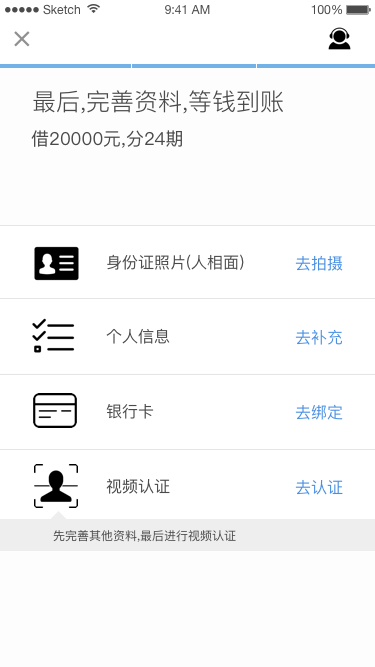 Sketch 9:41 AM 100%
最后,完善资料,等钱到账
借20000元,分24期
身份证照片(人相面) 去拍摄
个人信息 去补充
银行卡 去绑定
视频认证 去认证
先完善其他资料,最后进行视频认证